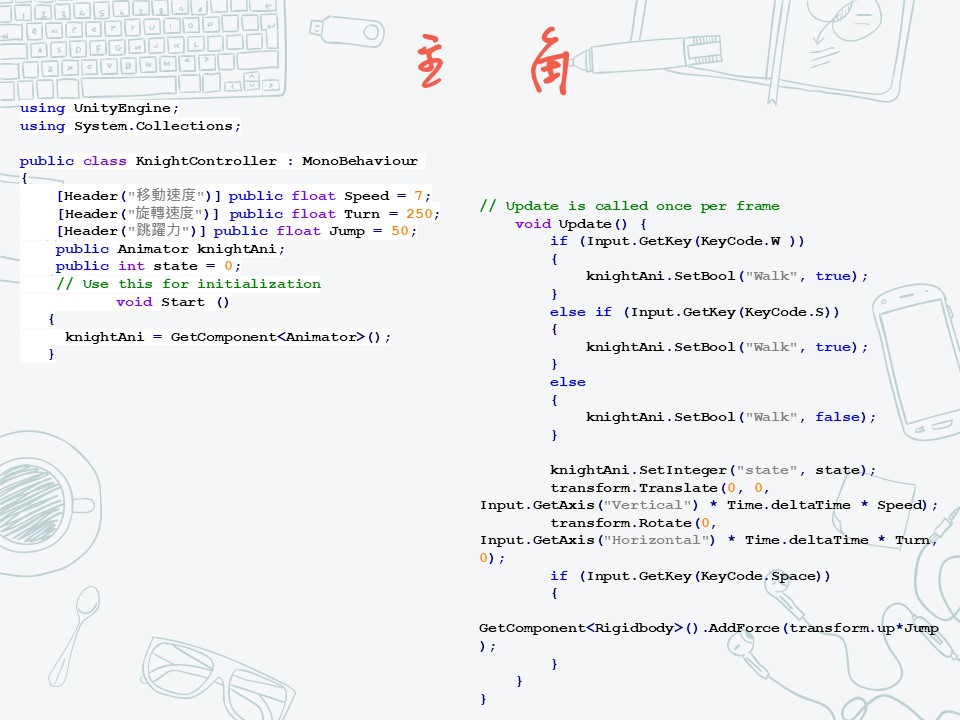 主 角
using UnityEngine;
using System.Collections;
public class KnightController : MonoBehaviour
{
[Header("移動速度")] public float Speed = 7;
[Header("旋轉速度")] public float Turn = 250;
[Header("跳躍力")] public float Jump = 50;
public Animator knightAni;
public int state = 0;
// Use this for initialization
void Start ()
{
knightAni = GetComponent<Animator>();
}
// Update is called once per frame
void Update() {
if (Input.GetKey(KeyCode.W ))
{
knightAni.SetBool("Walk", true);
}
else if (Input.GetKey(KeyCode.S))
{
knightAni.SetBool("Walk", true);
}
else
{
knightAni.SetBool("Walk", false);
}
knightAni.SetInteger("state", state);
transform.Translate(0, 0,
Input.GetAxis("Vertical") * Time.deltaTime * Speed);
transform.Rotate(0,
Input.GetAxis("Horizontal") * Time.deltaTime * Turn,
0);
if (Input.GetKey(KeyCode.Space))
{
GetComponent<Rigidbody>().AddForce(transform.up*Jump
);
}
}
}